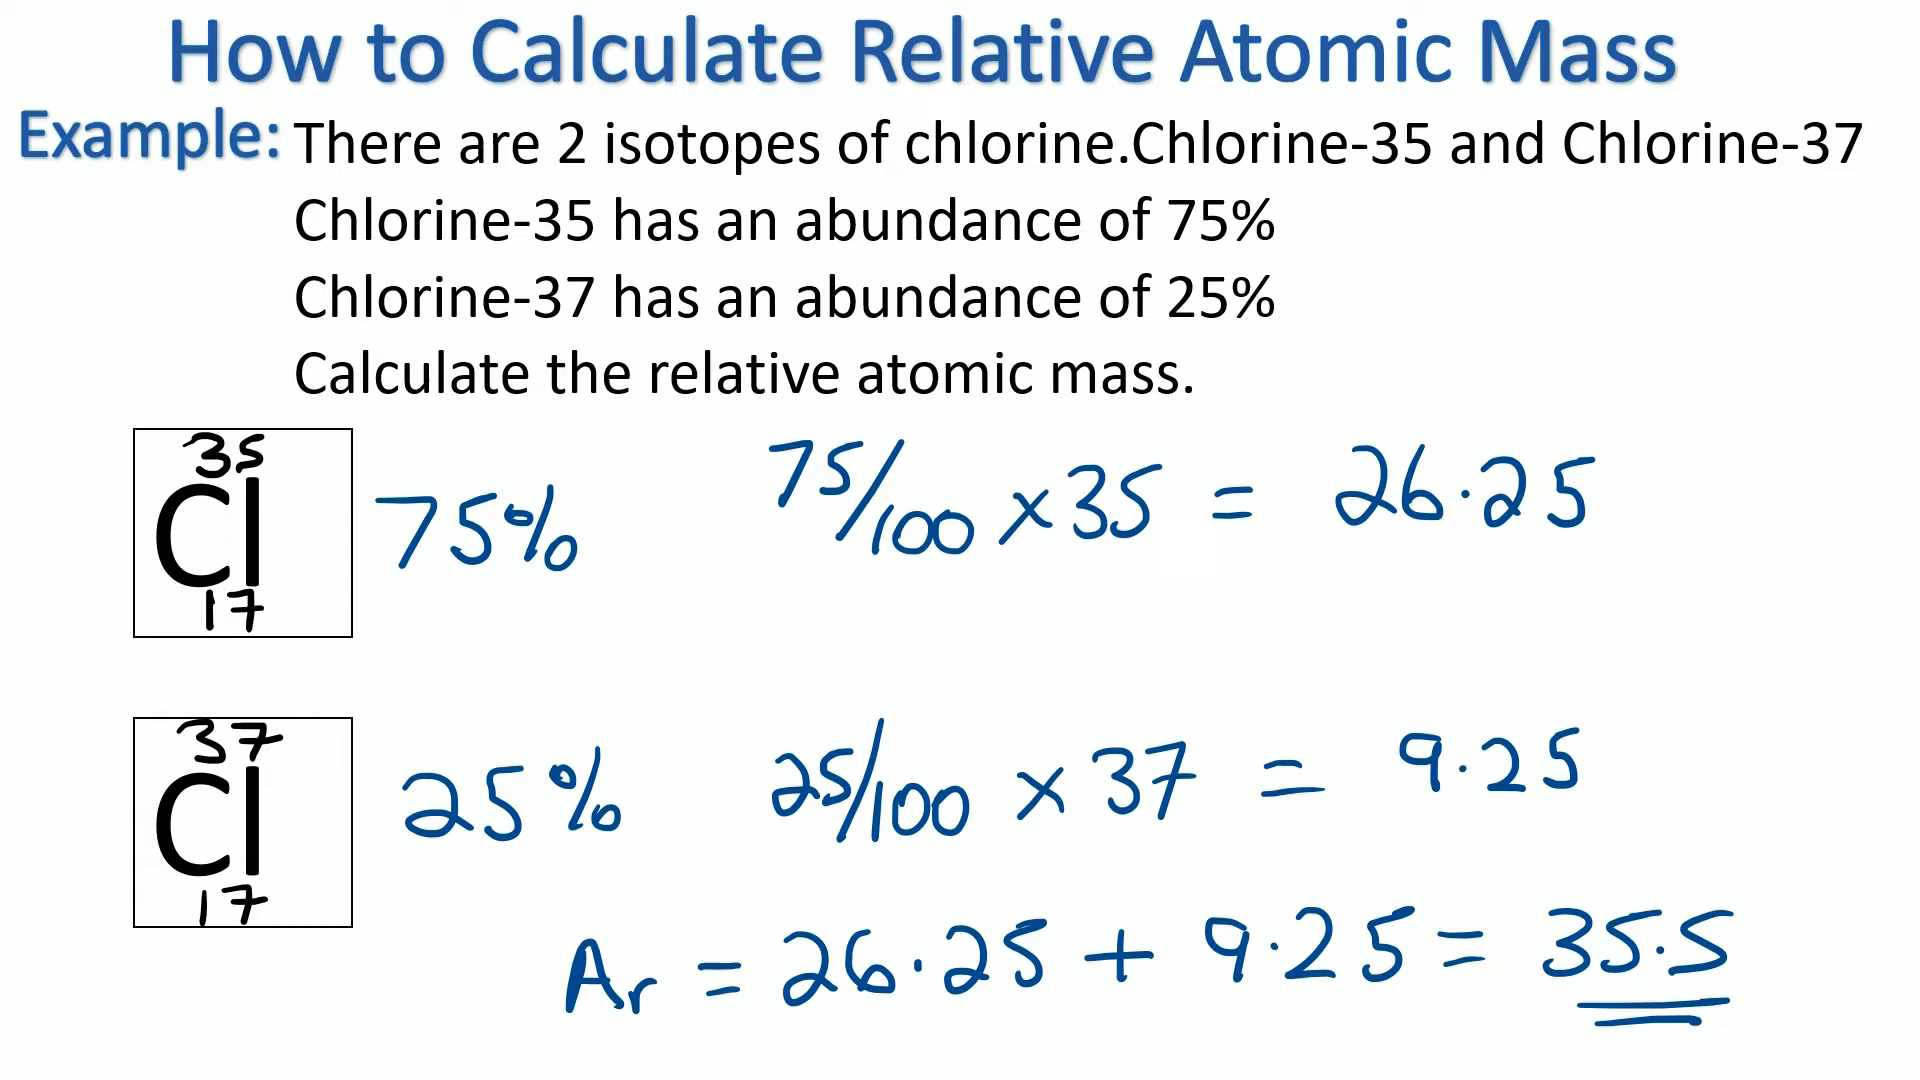 How to Calculate Relative Atomic Mass
Example: There are 2 isotopes of chlorine.Chlorine-35 and Chlorine-37
Chlorine-35 has an abundance of 75%
Chlorine-37 has an abundance of 25%
Calculate the relative atomic mass.
35
Cl
17
75%
75/100 × 35 = 26.25
37
Cl
17
25%
25/100 × 37 = 9.25
Ar = 26.25 + 9.25 = 35.5